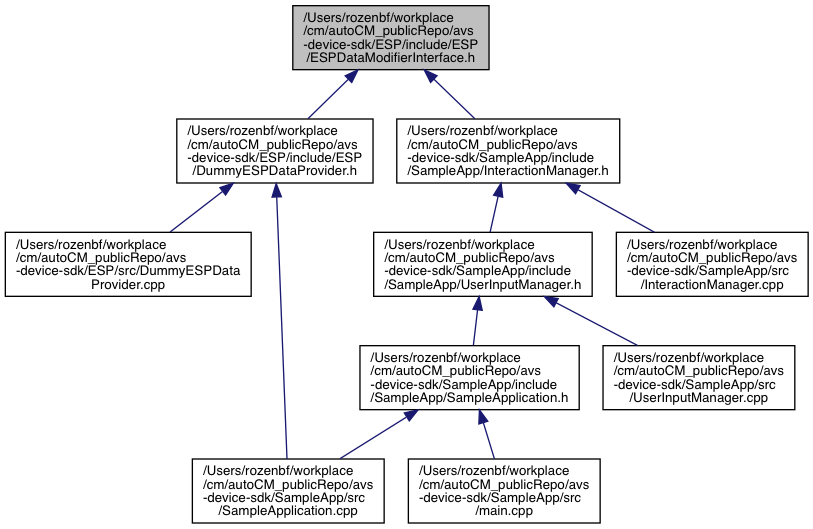 /Users/rozenbf/workplace
/cm/autoCM_publicRepo/avs
-device-sdk/ESP/include/ESP
/ESPDataModifierInterface.h
/Users/rozenbf/workplace
/cm/autoCM_publicRepo/avs
-device-sdk/ESP/include/ESP
/DummyESPDataProvider.h
/Users/rozenbf/workplace
/cm/autoCM_publicRepo/avs
-device-sdk/SampleApp/include
/SampleApp/InteractionManager.h
/Users/rozenbf/workplace
/cm/autoCM_publicRepo/avs
-device-sdk/ESP/src/DummyESPData
Provider.cpp
/Users/rozenbf/workplace
/cm/autoCM_publicRepo/avs
-device-sdk/SampleApp/include
/SampleApp/UserInputManager.h
/Users/rozenbf/workplace
/cm/autoCM_publicRepo/avs
-device-sdk/SampleApp/src
/InteractionManager.cpp
/Users/rozenbf/workplace
/cm/autoCM_publicRepo/avs
-device-sdk/SampleApp/include
/SampleApp/SampleApplication.h
/Users/rozenbf/workplace
/cm/autoCM_publicRepo/avs
-device-sdk/SampleApp/src
/UserInputManager.cpp
/Users/rozenbf/workplace
/cm/autoCM_publicRepo/avs
-device-sdk/SampleApp/src
/SampleApplication.cpp
/Users/rozenbf/workplace
/cm/autoCM_publicRepo/avs
-device-sdk/SampleApp/src
/main.cpp